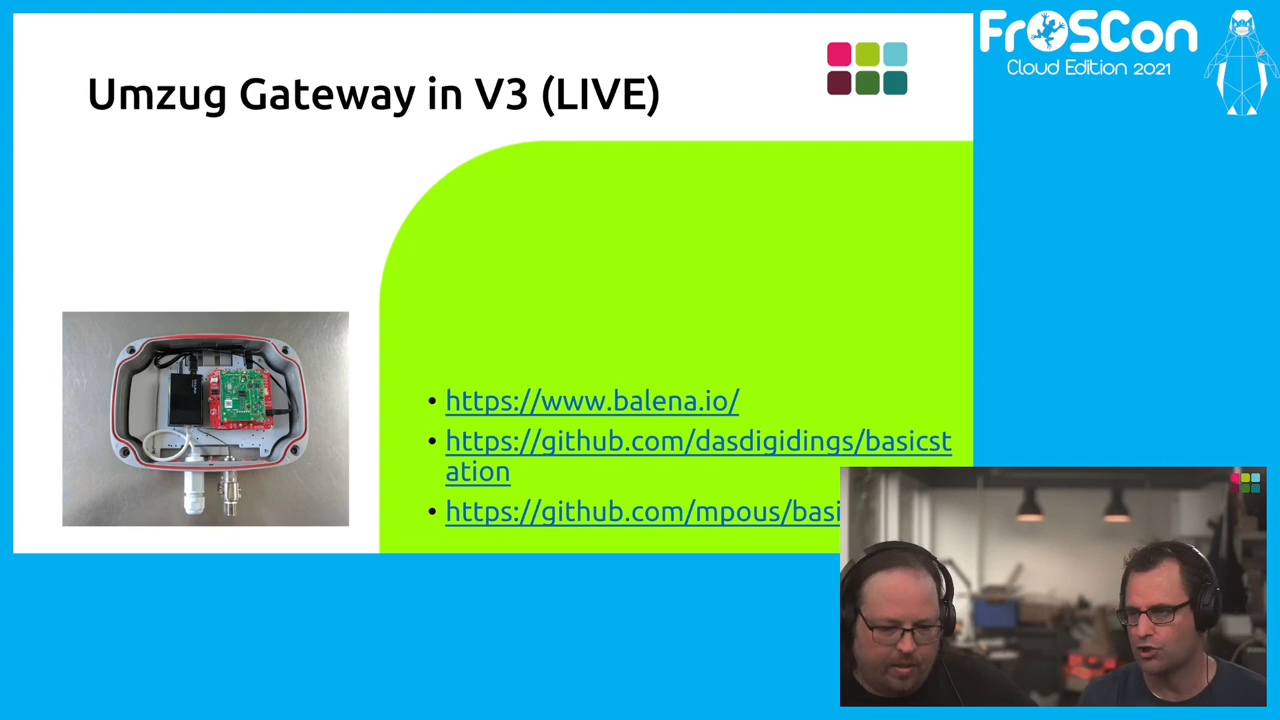 FrOSCon
Cloud Edition 2021
Umzug Gateway in V3 (LIVE)
• https://www.balena.io/
• https://github.com/dasdigidings/basicst
ation
• https://github.com/mpous/basi